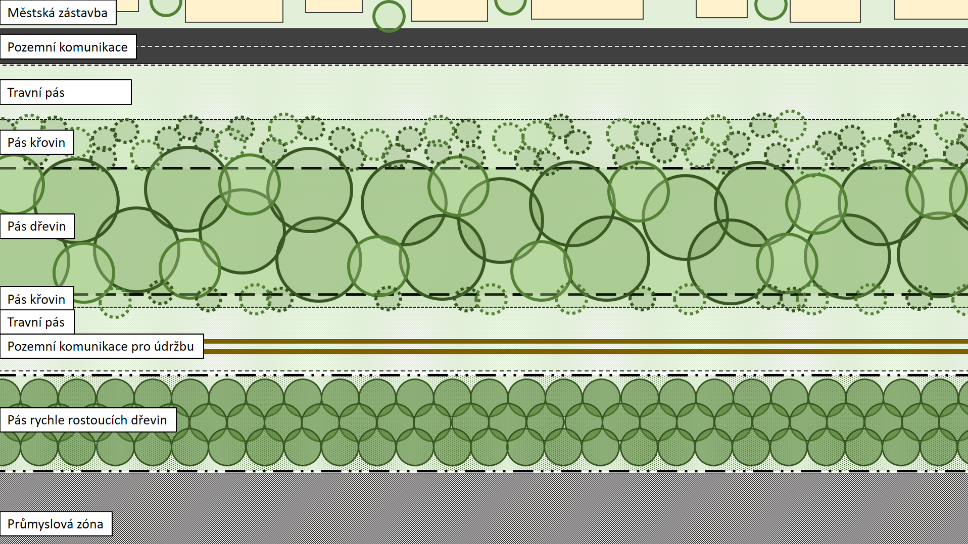 Městská zástavba
Pozemní komunikace
Travní pás
Pás křovin
Pás dřevin
Pás křovin
Travní pás
Pozemní komunikace pro údržbu
Pás rychle rostoucích dřevin
Průmyslová zóna